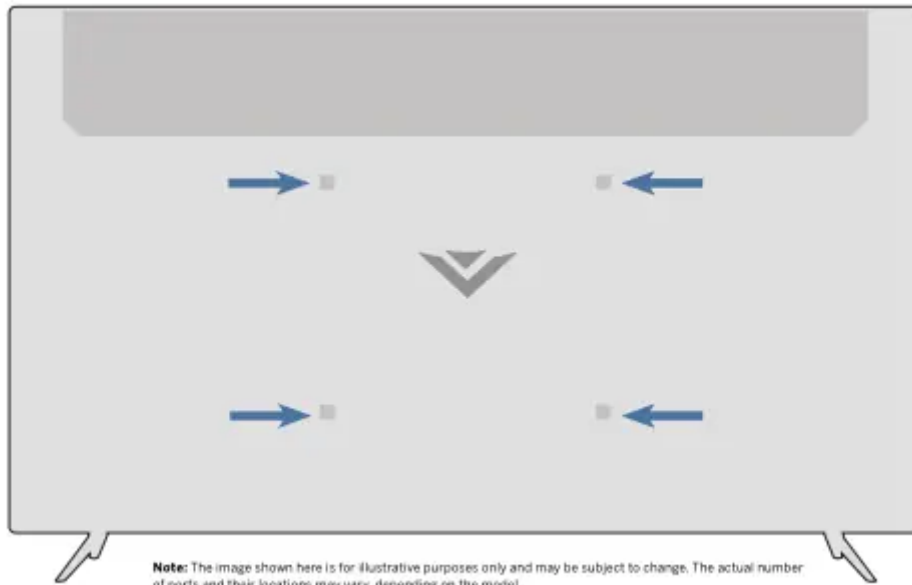 Note: The image shown here is for illustrative purposes only and may be subject to change. The actual number
of ports and their locations may vary, depending on the model.